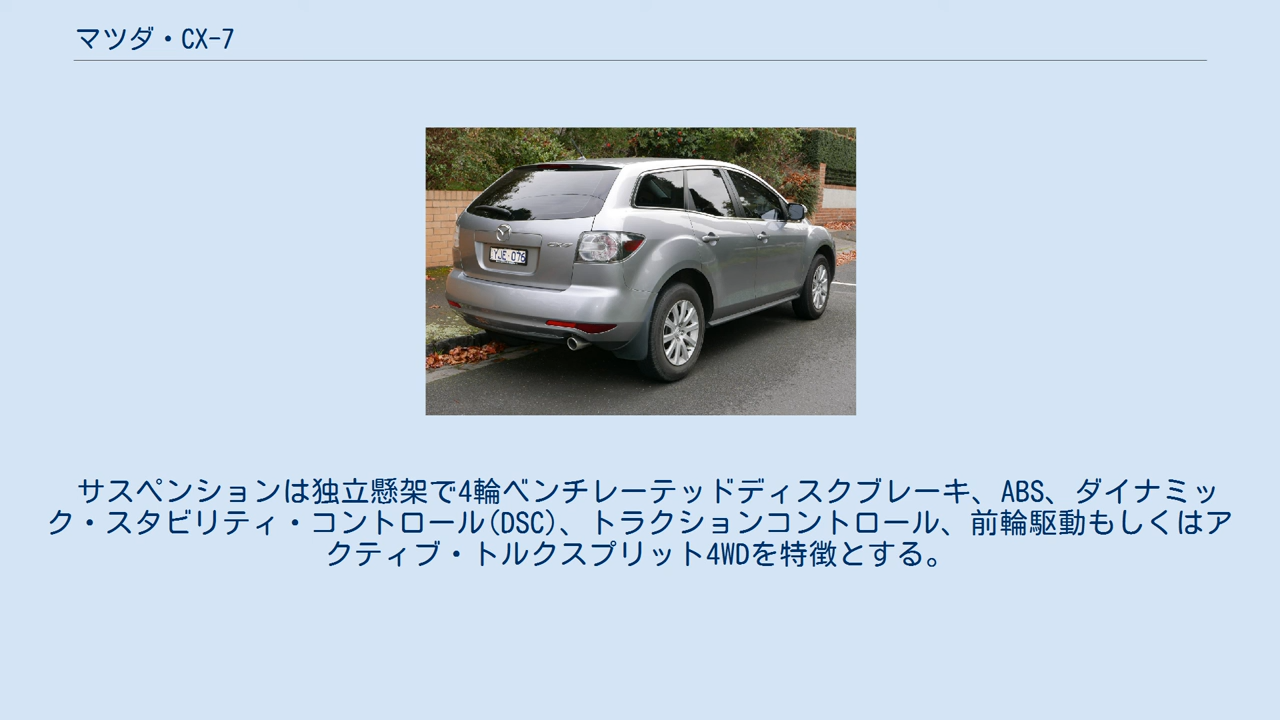 マツダ・CX-7
YJE·078
CX-7
サスペンションは独立懸架で4輪ベンチレーテッドディスクブレーキ、ABS、ダイナミッ
ク・スタビリティ・コントロール(DSC)、トラクションコントロール、前輪駆動もしくはア
クティブ・トルクスプリット4WDを特徴とする。